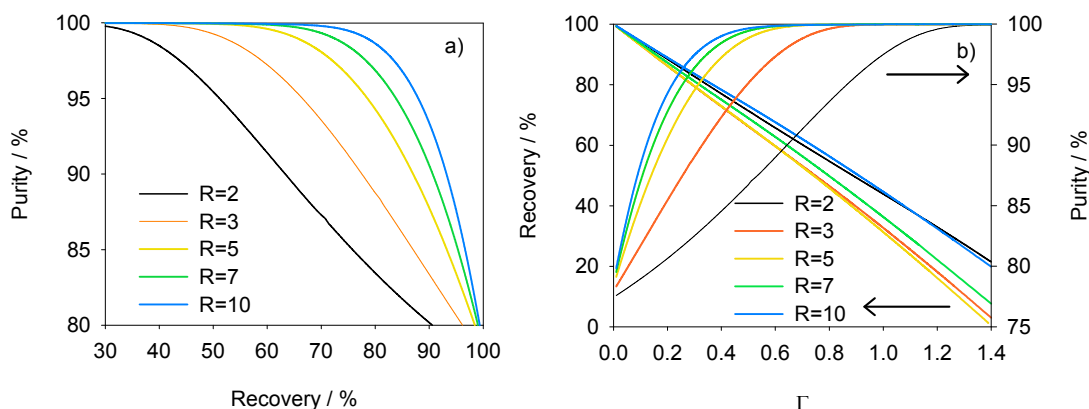 a)
100
95
90
85
80
Purity / %
R=2
R=3
R=5
R=7
R=10
30 40 50 60 70 80 90 100
Recovery / %
b)
100
80
60
40
20
0
Recovery / %
R=2
R=3
R=5
R=7
R=10
100
95
90
85
80
75
Purity / %
0.0 0.2 0.4 0.6 0.8 1.0 1.2 1.4
Γ